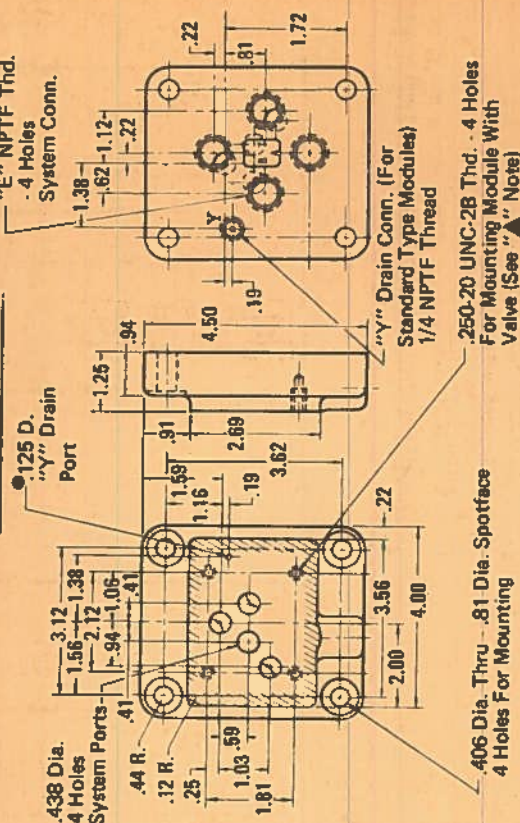 "E" NPTF Thd.
- 4 Holes
System Conn.
1.38
.62
1.12
.22
.22
.81
1.72
Y
.19
"Y" Drain Conn. (For
Standard Type Modules)
1/4 NPTF Thread
.250-20 UNC-2B Thd. - 4 Holes
For Mounting Module With
Valve (See "▲" Note)
1.25
.94
4.50
.91
2.69
3.62
●.125 D.
"Y" Drain
Port
1.59
1.16
.19
.22
3.12
1.56
1.38
2.12
.94
1.06
.41
.41
.438 Dia.
4 Holes
System Ports
.44 R.
.12 R.
.25
.59
1.03
1.81
2.00
3.56
4.00
.406 Dia. Thru - .81 Dia. Spotface
4 Holes For Mounting